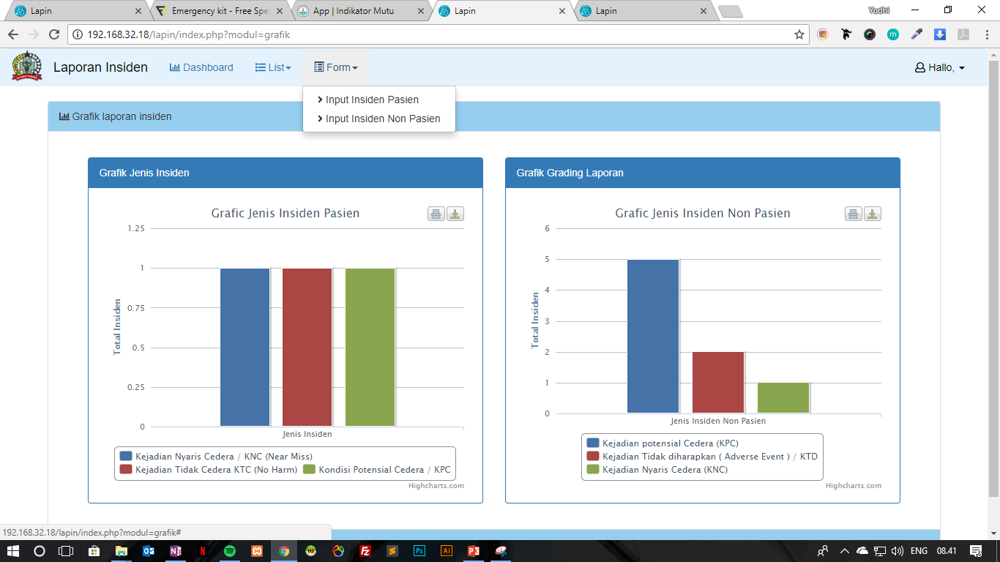 Lapin
Emergency kit - Free Spe
App | Indikator Mutu
Lapin
Lapin
Yudhi
192.168.32.18/lapin/index.php?modul=grafik
Laporan Insiden
Dashboard
List
Form
Hallo,
Input Insiden Pasien
Input Insiden Non Pasien
Grafik laporan insiden
Grafik Jenis Insiden
Grafic Jenis Insiden Pasien
1.25
1
0.75
0.5
0.25
0
Total Insiden
Jenis Insiden
Kejadian Nyaris Cedera / KNC (Near Miss)
Kejadian Tidak Cedera KTC (No Harm) Kondisi Potensial Cedera / KPC
Highcharts.com
Grafik Grading Laporan
Grafic Jenis Insiden Non Pasien
6
5
4
3
2
1
0
Total Insiden
Jenis Insiden Non Pasien
Kejadian potensial Cedera (KPC)
Kejadian Tidak diharapkan ( Adverse Event ) / KTD
Kejadian Nyaris Cedera (KNC)
Highcharts.com
192.168.32.18/lapin/index.php?modul=grafik#
ENG
08.41